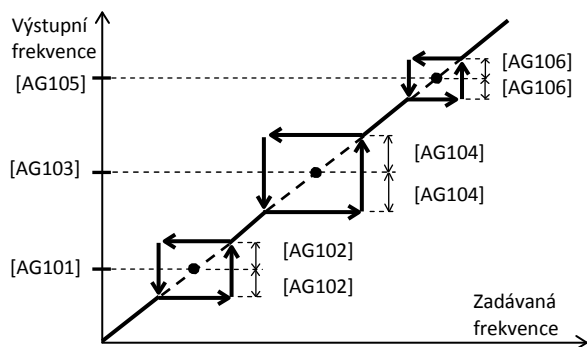 Výstupní
frekvence
[AG105]
[AG106]
[AG106]
[AG103]
[AG104]
[AG104]
[AG101]
[AG102]
[AG102]
Zadávaná
frekvence